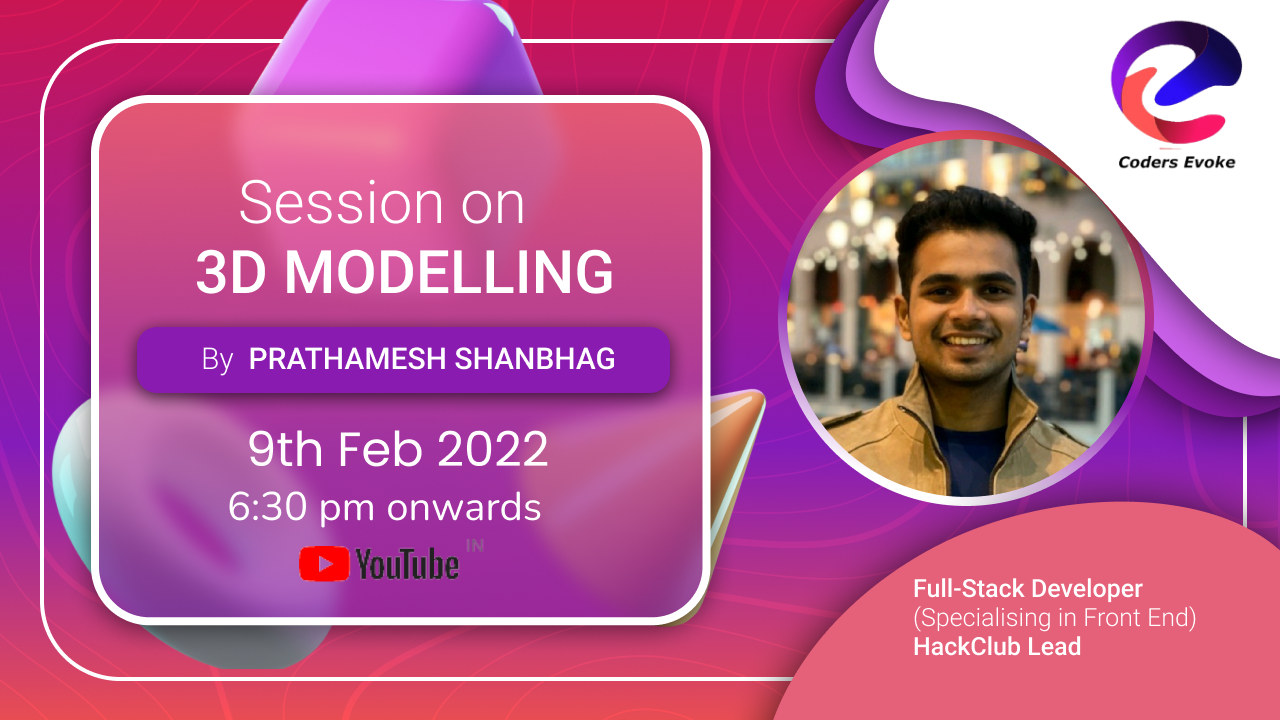 Session on
3D MODELLING
By PRATHAMESH SHANBHAG
9th Feb 2022
6:30 pm onwards
YouTube IN
Coders Evoke
Full-Stack Developer
(Specialising in Front End)
HackClub Lead